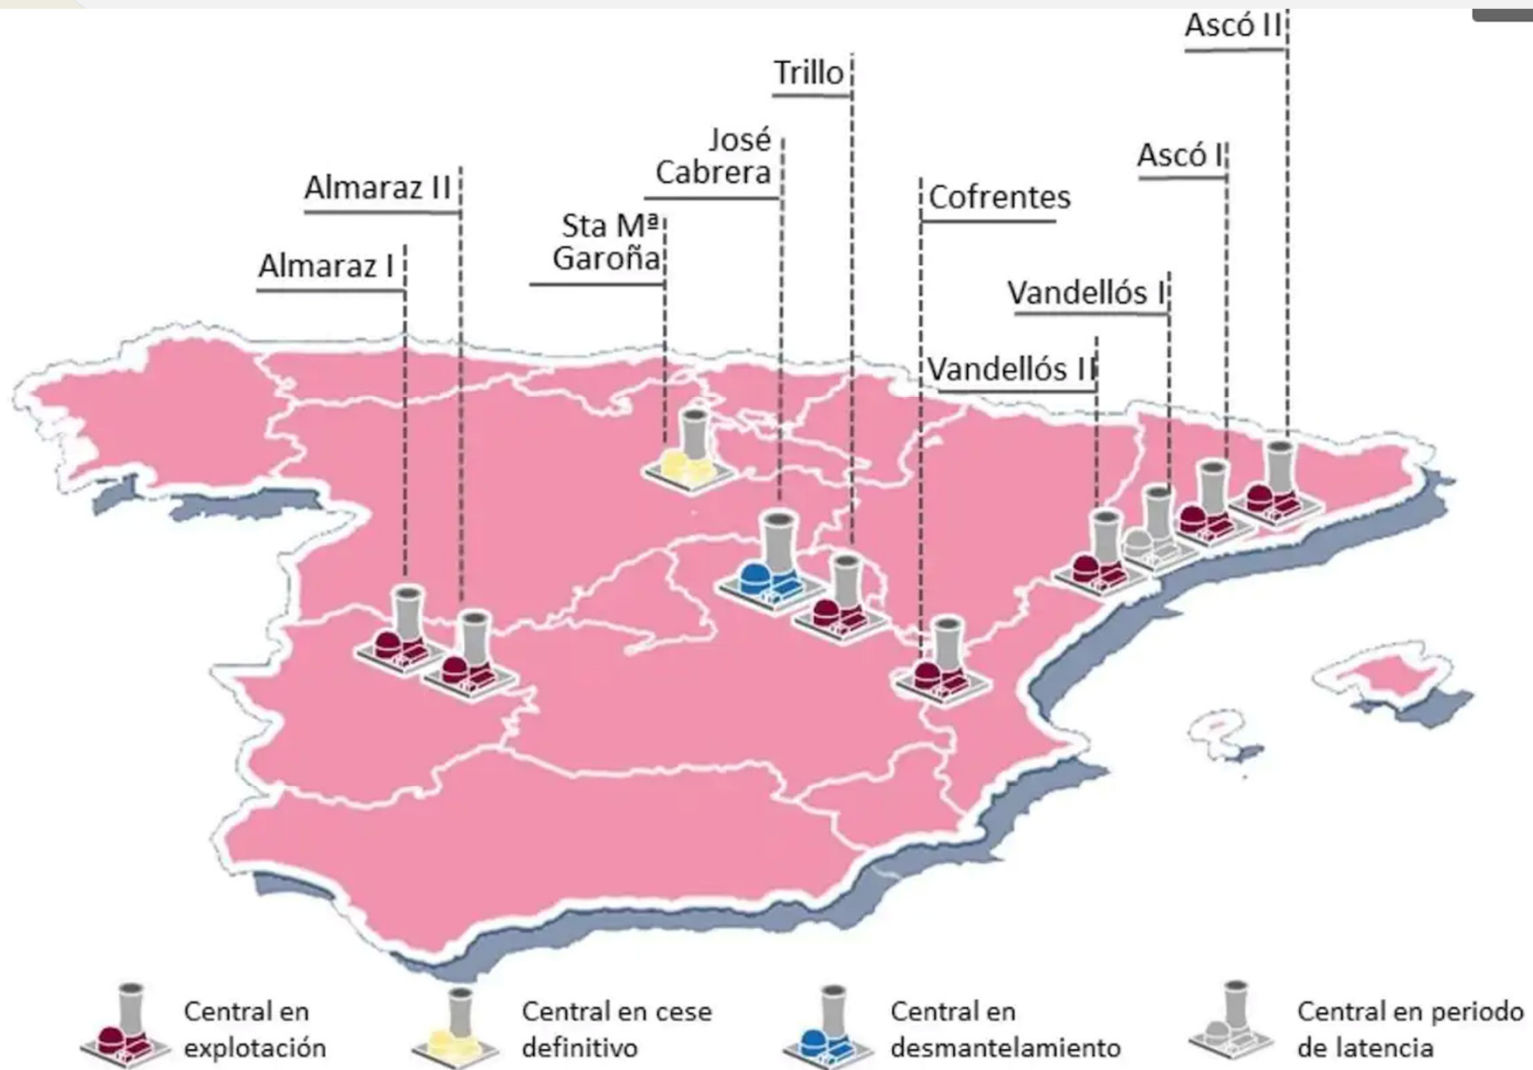 Ascó II
Trillo
José
Cabrera
Ascó I
Almaraz II
Cofrentes
Sta Mª
Garoña
Almaraz I
Vandellós I
Vandellós II
Central en
explotación
Central en cese
definitivo
Central en
desmantelamiento
Central en periodo
de latencia